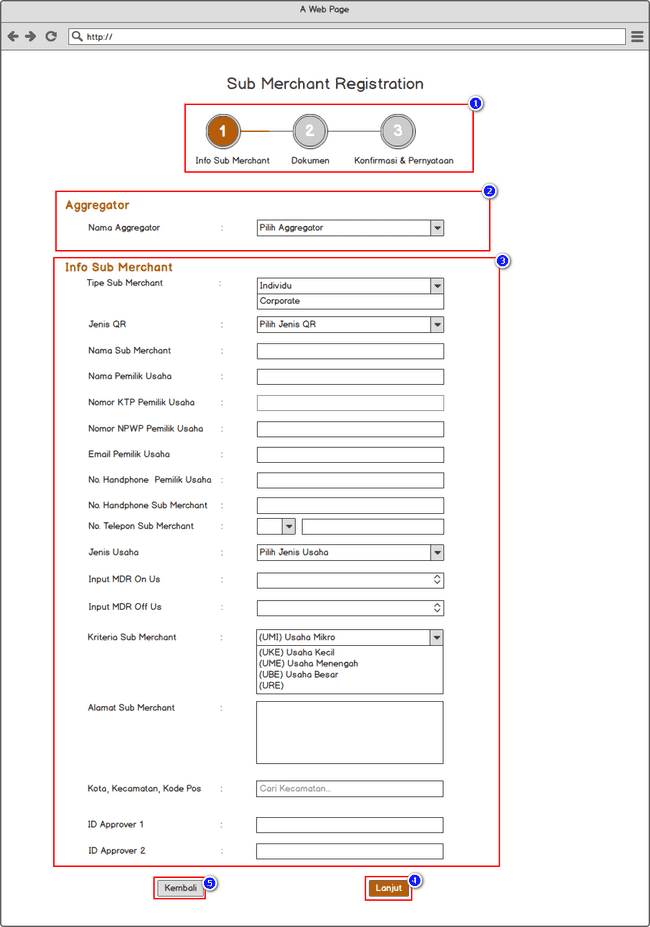 A Web Page
http://
Sub Merchant Registration
1
1 2 3
Info Sub Merchant Dokumen Konfirmasi & Pernyataan
2
Aggregator
Nama Aggregator : Pilih Aggregator
3
Info Sub Merchant
Tipe Sub Merchant : Individu
Corporate
Jenis QR : Pilih Jenis QR
Nama Sub Merchant :
Nama Pemilik Usaha :
Nomor KTP Pemilik Usaha :
Nomor NPWP Pemilik Usaha :
Email Pemilik Usaha :
No. Handphone Pemilik Usaha :
No. Handphone Sub Merchant :
No. Telepon Sub Merchant :
Jenis Usaha : Pilih Jenis Usaha
Input MDR On Us :
Input MDR Off Us :
Kriteria Sub Merchant : (UMI) Usaha Mikro
(UKE) Usaha Kecil
(UME) Usaha Menengah
(UBE) Usaha Besar
(URE)
Alamat Sub Merchant :
Kota, Kecamatan, Kode Pos : Cari Kecamatan...
ID Approver 1 :
ID Approver 2 :
Kembali 5 Lanjut 4